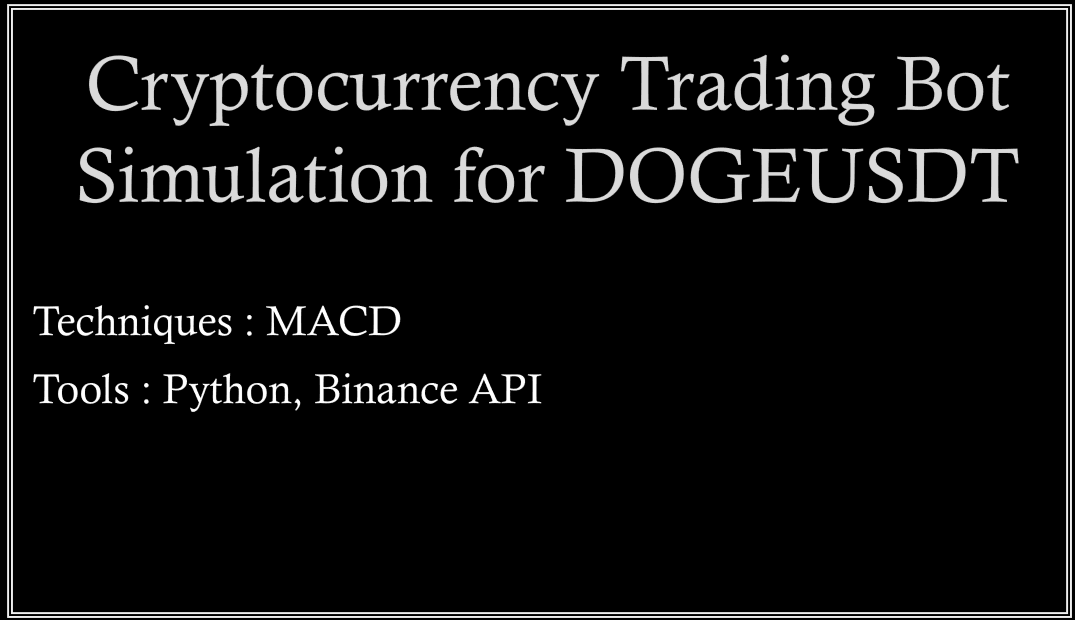 Cryptocurrency Trading Bot
Simulation for DOGEUSDT
Techniques : MACD
Tools : Python, Binance API